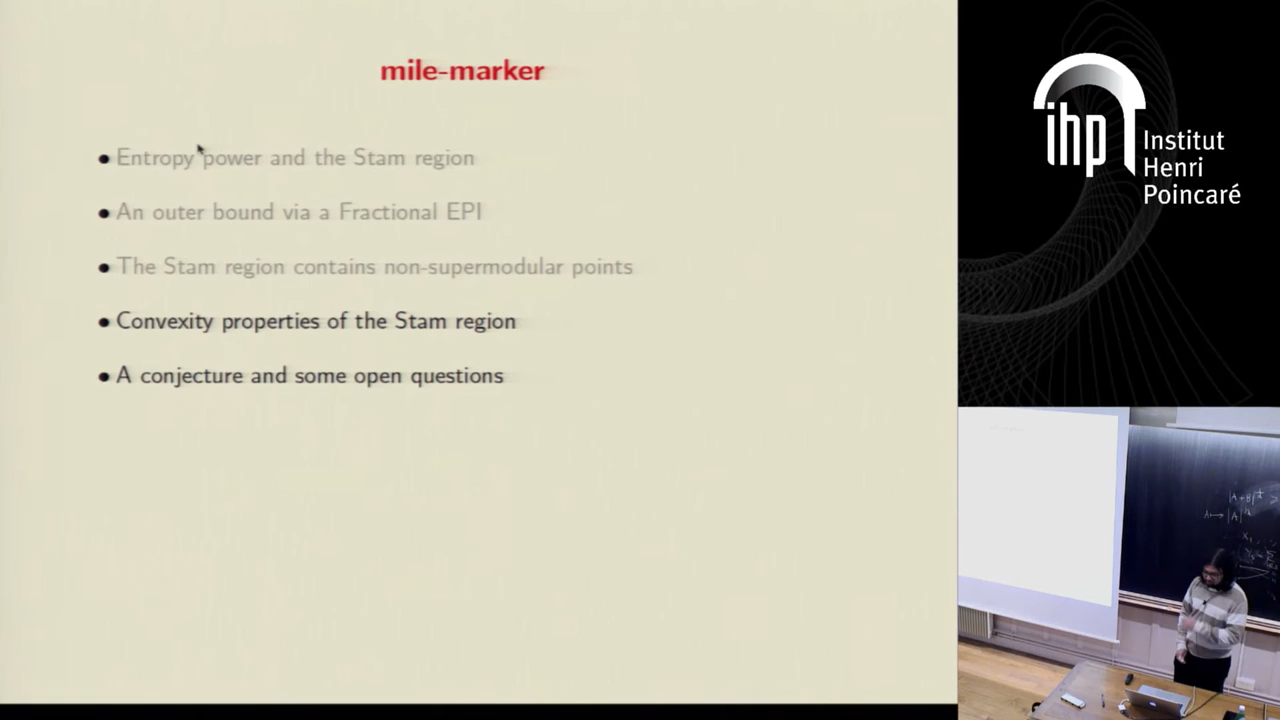 mile-marker
• Entropy power and the Stam region
• An outer bound via a Fractional EPI
• The Stam region contains non-supermodular points
• Convexity properties of the Stam region
• A conjecture and some open questions
ihp
Institut
Henri
Poincaré
|A+B|
A→|A|